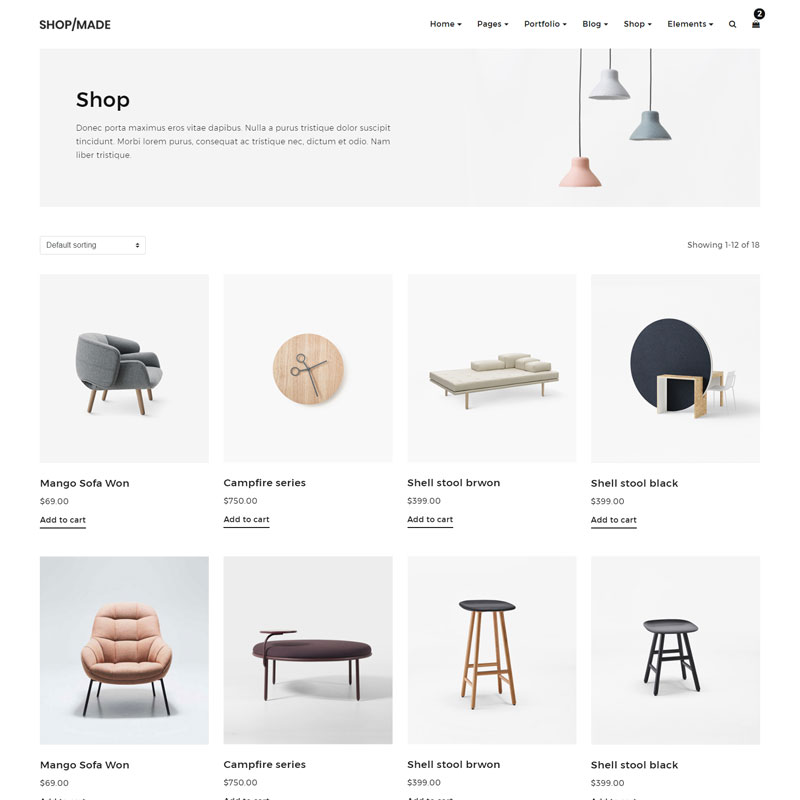 SHOP/MADE
Home Pages Portfolio Blog Shop Elements 2
Shop
Donec porta maximus eros vitae dapibus. Nulla a purus tristique dolor suscipit
tincidunt. Morbi lorem purus, consequat ac tristique nec, dictum et odio. Nam
liber tristique.
Default sorting
Showing 1-12 of 18
Mango Sofa Won
$69.00
Add to cart
Campfire series
$750.00
Add to cart
Shell stool brwon
$399.00
Add to cart
Shell stool black
$399.00
Add to cart
Mango Sofa Won
$69.00
Campfire series
$750.00
Shell stool brwon
$399.00
Shell stool black
$399.00